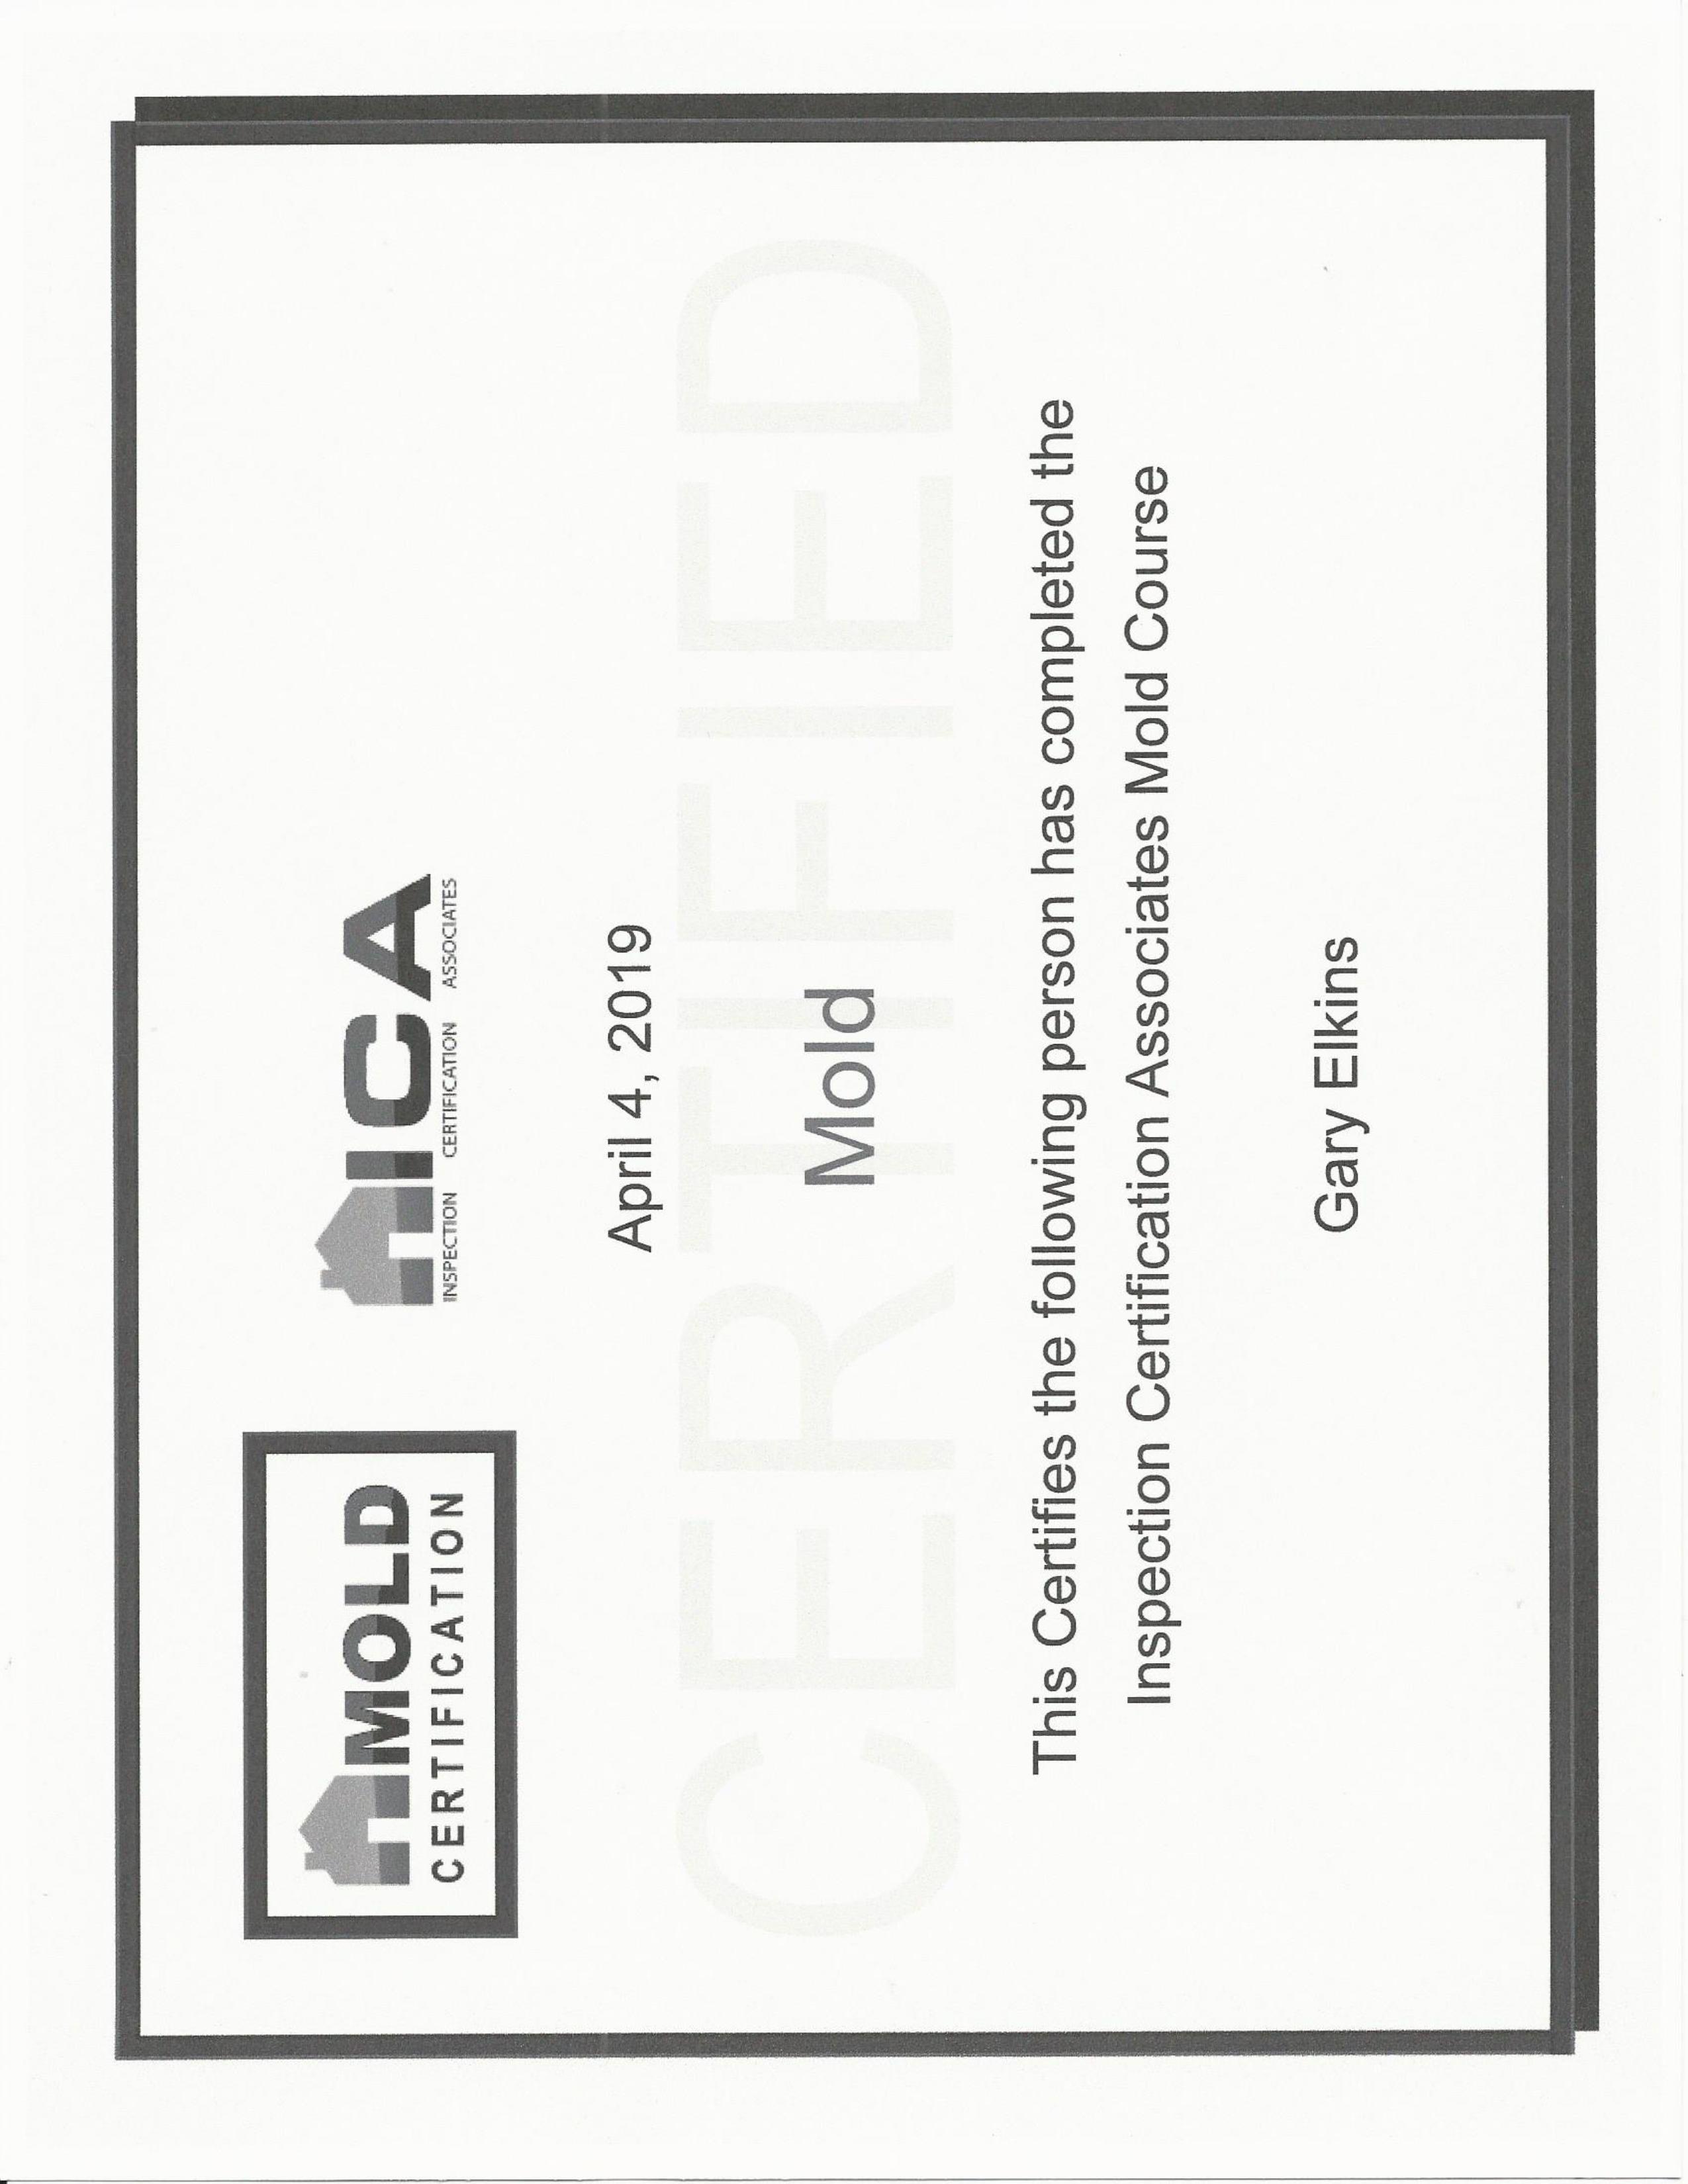 MOLD
CERTIFICATION
ICA
INSPECTION CERTIFICATION ASSOCIATES
April 4, 2019
CERTIFIED
Mold
This Certifies the following person has completed the
Inspection Certification Associates Mold Course
Gary Elkins